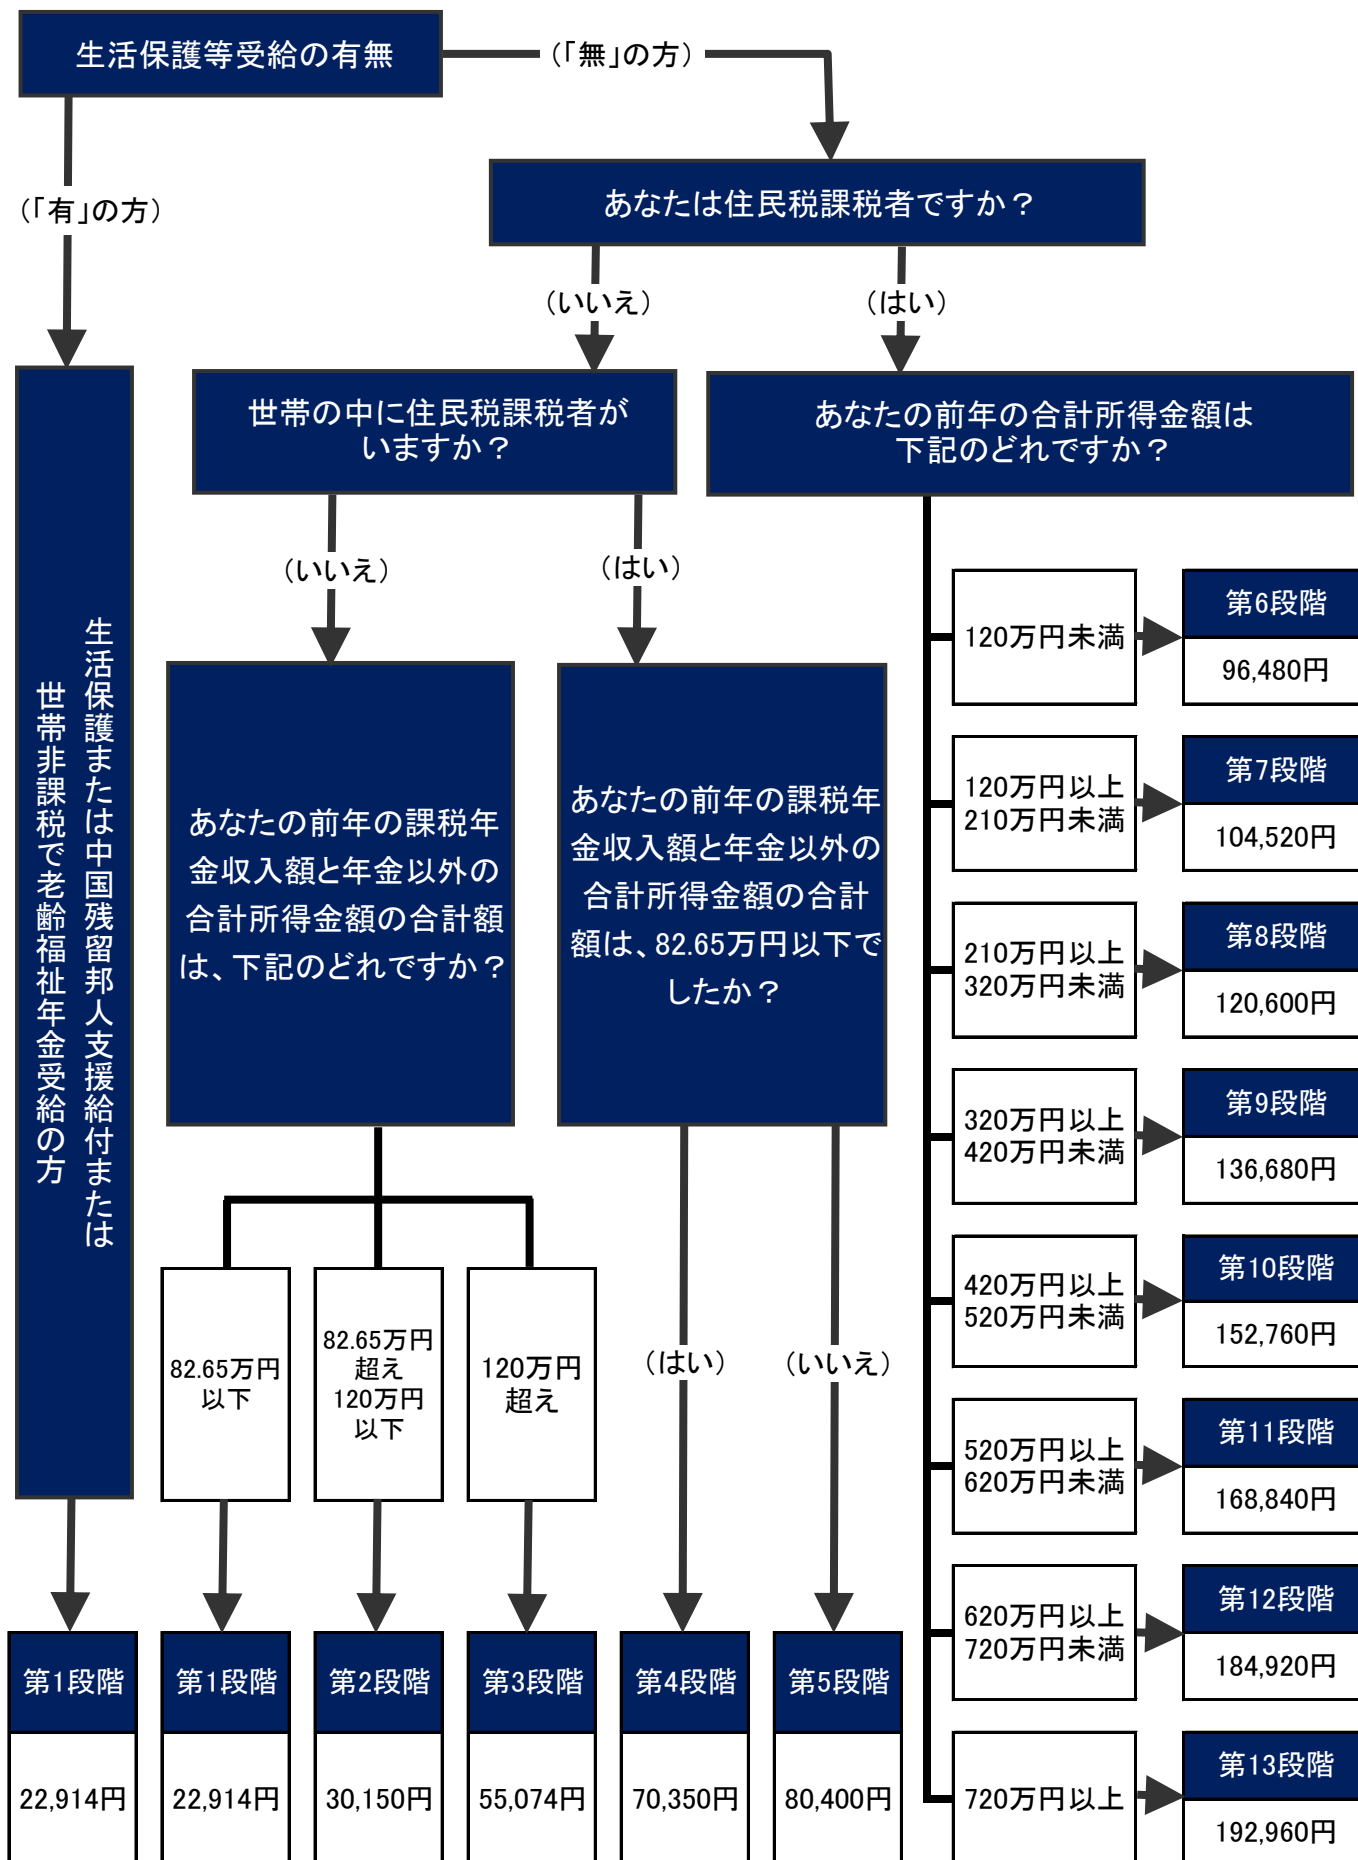 生活保護等受給の有無
（「無」の方）
（「有」の方）
あなたは住民税課税者ですか？
（いいえ）
（はい）
世帯の中に住民税課税者が
いますか？
あなたの前年の合計所得金額は
下記のどれですか？
（いいえ）
（はい）
生活保護または中国残留邦人支援給付または
世帯非課税で老齢福祉年金受給の方
あなたの前年の課税年
金収入額と年金以外の
合計所得金額の合計額
は、下記のどれですか？
あなたの前年の課税年
金収入額と年金以外の
合計所得金額の合計
額は、82.65万円以下で
したか？
82.65万円
以下
82.65万円
超え
120万円
以下
120万円
超え
（はい）
（いいえ）
第1段階
22,914円
第1段階
22,914円
第2段階
30,150円
第3段階
55,074円
第4段階
70,350円
第5段階
80,400円
120万円未満
第6段階
96,480円
120万円以上
210万円未満
第7段階
104,520円
210万円以上
320万円未満
第8段階
120,600円
320万円以上
420万円未満
第9段階
136,680円
420万円以上
520万円未満
第10段階
152,760円
520万円以上
620万円未満
第11段階
168,840円
620万円以上
720万円未満
第12段階
184,920円
720万円以上
第13段階
192,960円